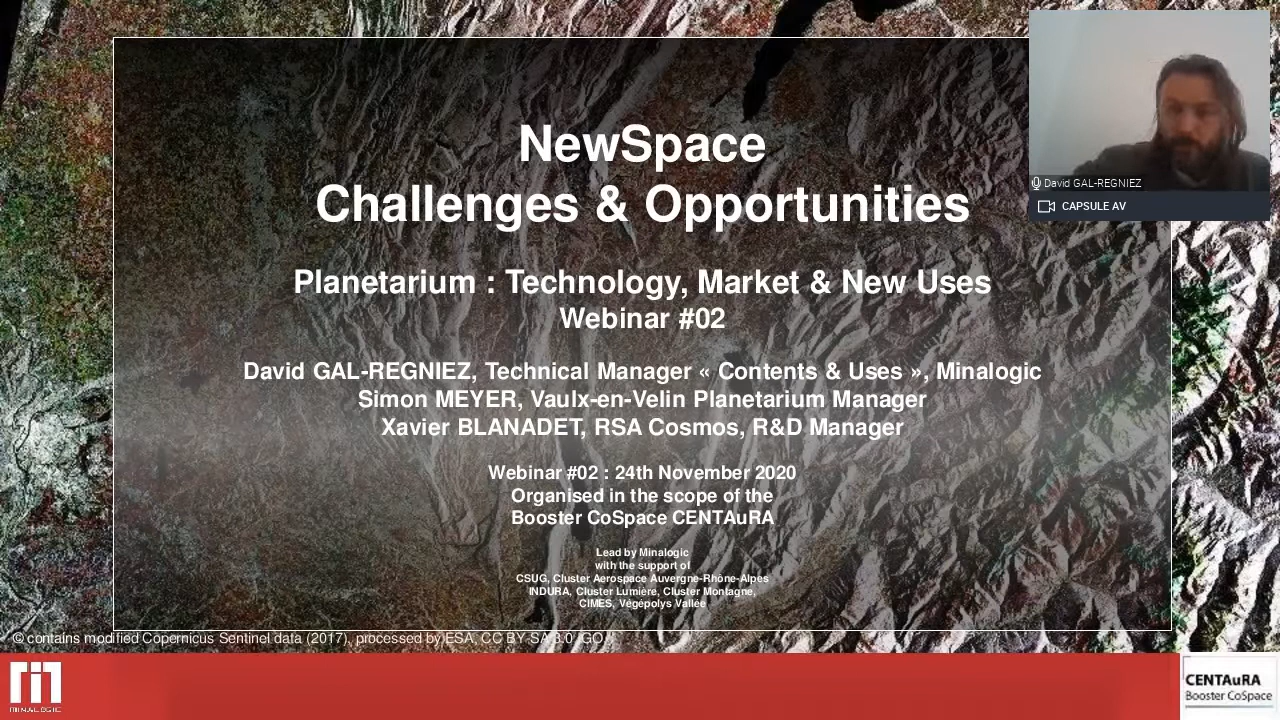 NewSpace
Challenges & Opportunities
Planetarium : Technology, Market & New Uses
Webinar #02
David GAL-REGNIEZ, Technical Manager « Contents & Uses », Minalogic
Simon MEYER, Vaulx-en-Velin Planetarium Manager
Xavier BLANADET, RSA Cosmos, R&D Manager
Webinar #02 : 24th November 2020
Organised in the scope of the
Booster CoSpace CENTAuRA
Lead by Minalogic
with the support of
CSUG, Cluster Aerospace Auvergne-Rhône-Alpes
INDURA, Cluster Lumière, Cluster Montagne,
CIMES, Végépolys Vallée
David GAL-REGNIEZ
CAPSULE AV
© contains modified Copernicus Sentinel data (2017), processed by ESA, CC BY-SA 3.0 IGO
MINALOGIC
CENTAuRA
Booster CoSpace